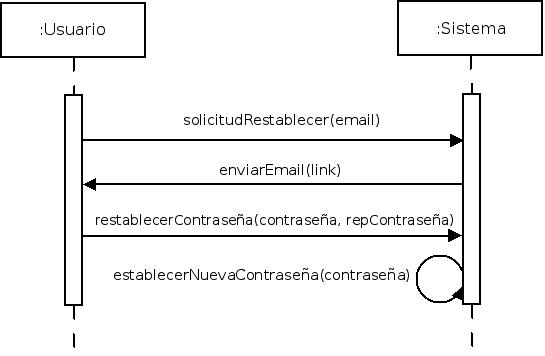 :Usuario
:Sistema
solicitudRestablecer(email)
enviarEmail(link)
restablecerContraseña(contraseña, repContraseña)
establecerNuevaContraseña(contraseña)